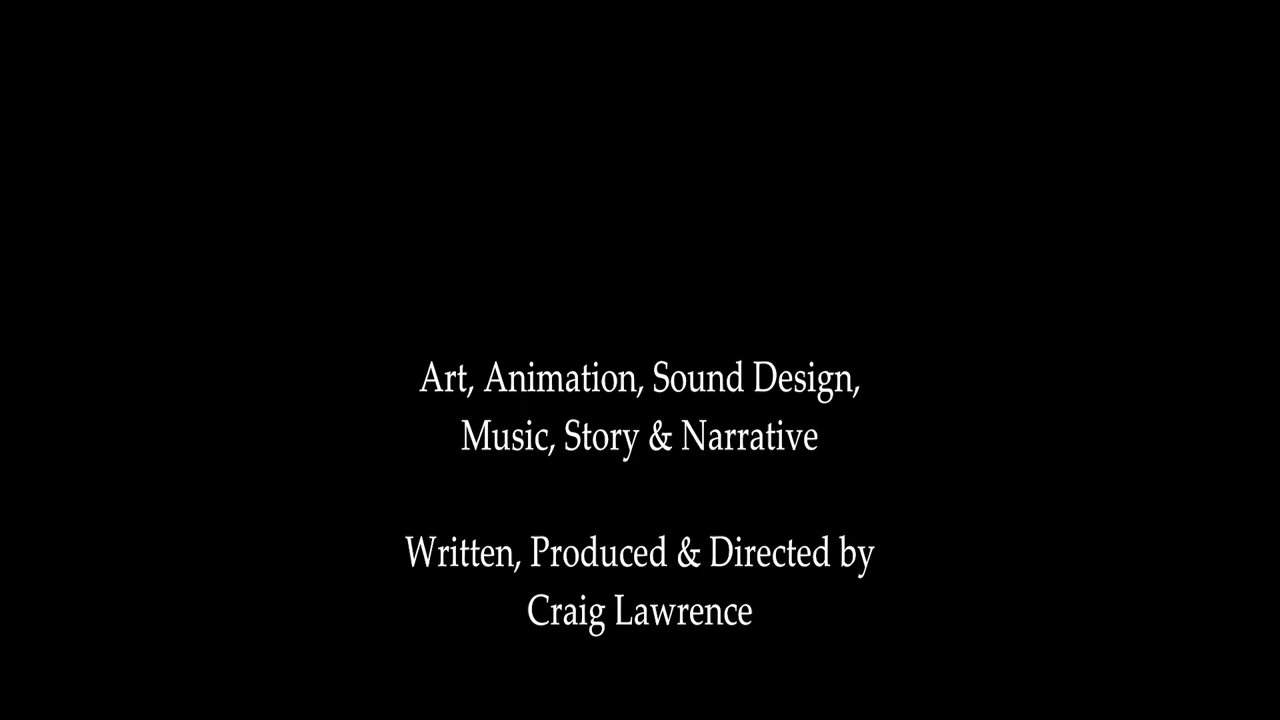 Art, Animation, Sound Design,
Music, Story & Narrative
Written, Produced & Directed by
Craig Lawrence